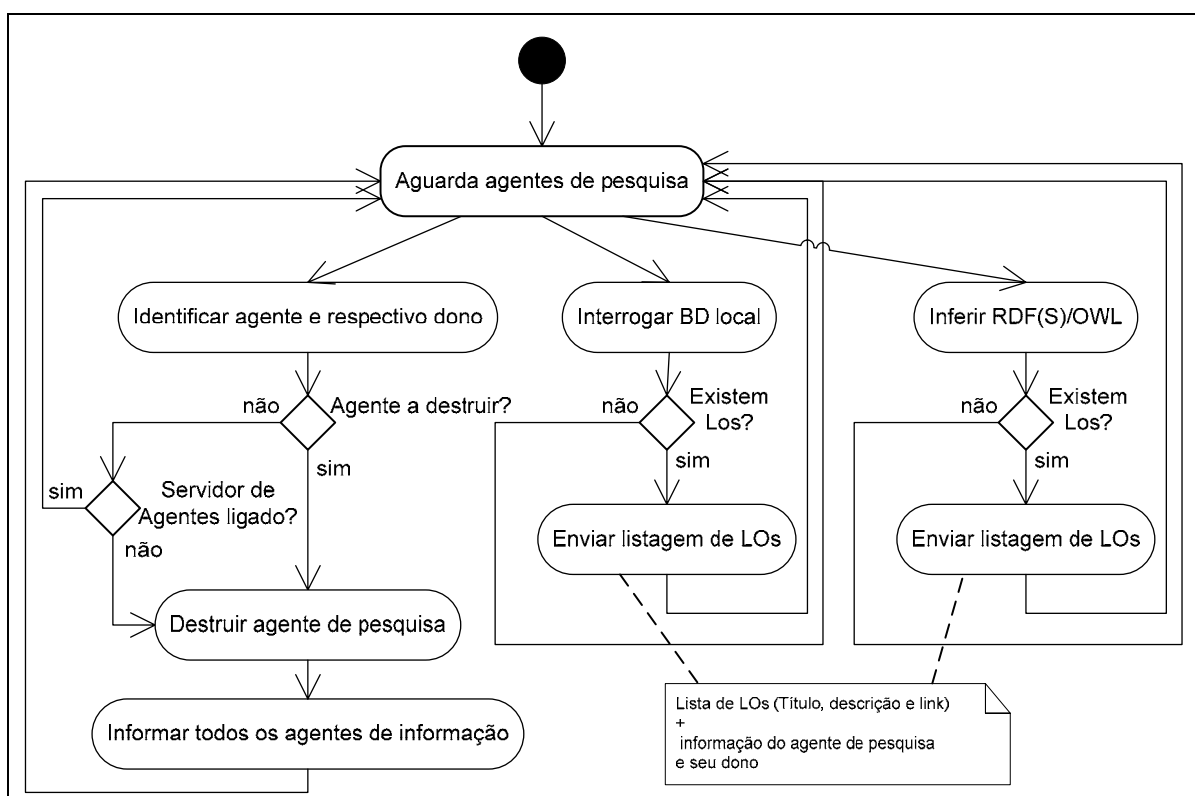 Aguarda agentes de pesquisa
Identificar agente e respectivo dono
Interrogar BD local
Inferir RDF(S)/OWL
não
Agente a destruir?
sim
não
Existem
Los?
sim
não
Existem
Los?
sim
sim
Servidor de
Agentes ligado?
não
Enviar listagem de LOs
Enviar listagem de LOs
Destruir agente de pesquisa
Informar todos os agentes de informação
Lista de LOs (Título, descrição e link)
+
informação do agente de pesquisa
e seu dono